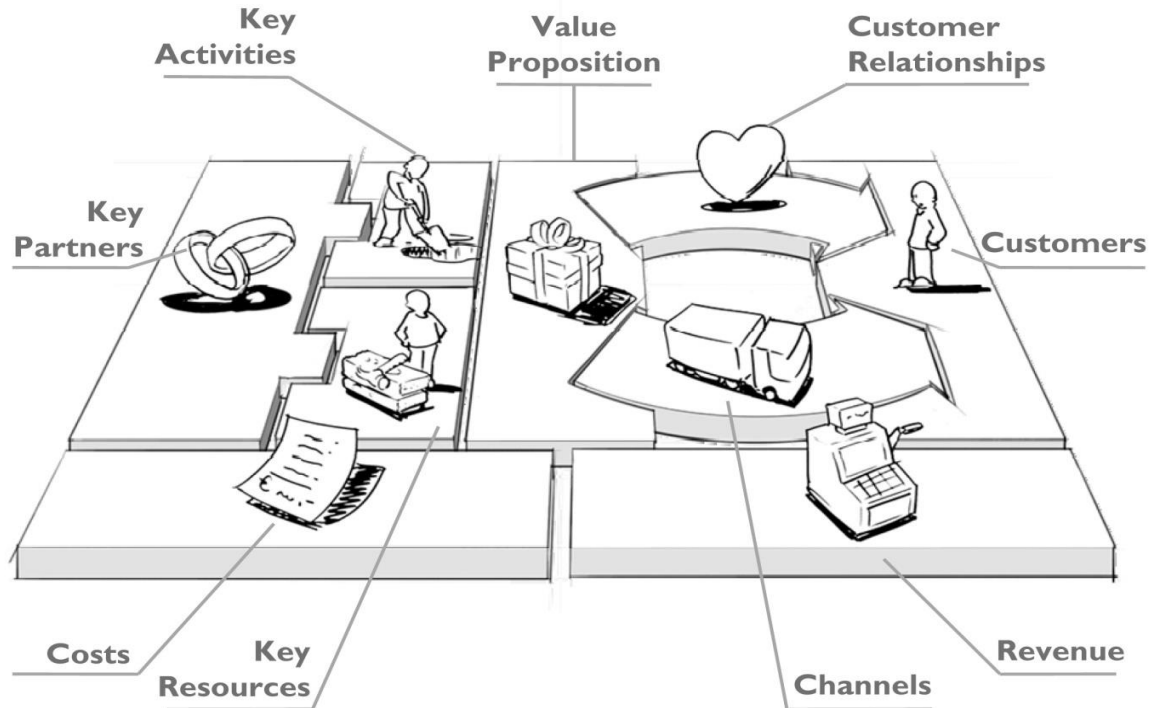 Key
Activities
Value
Proposition
Customer
Relationships
Key
Partners
Customers
Costs
Key
Resources
Channels
Revenue